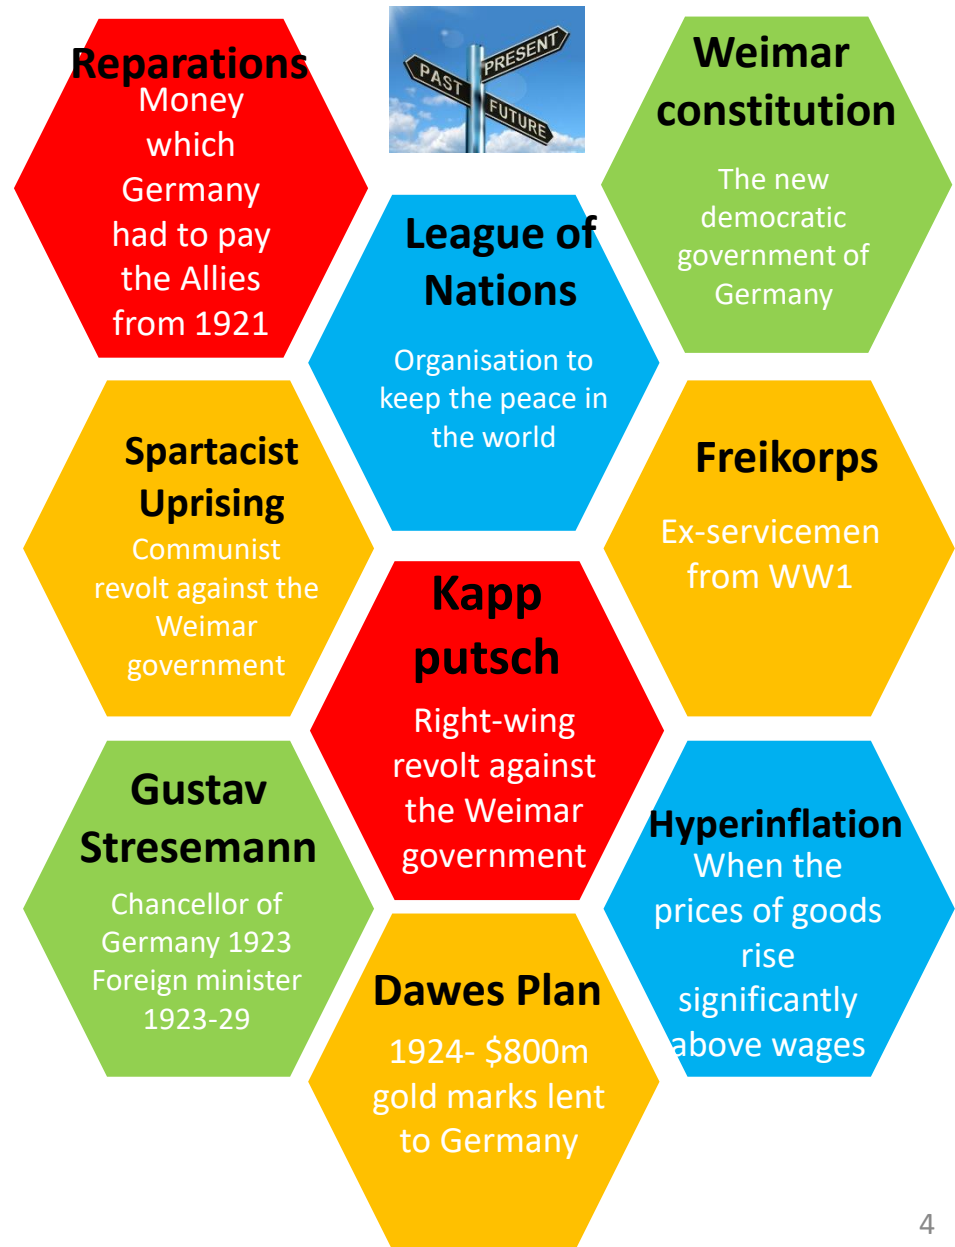 Reparations
Money
which
Germany
had to pay
the Allies
from 1921
PAST
PRESENT
FUTURE
Weimar
constitution
The new
democratic
government of
Germany
League of
Nations
Organisation to
keep the peace in
the world
Spartacist
Uprising
Communist
revolt against the
Weimar
government
Freikorps
Ex-servicemen
from WW1
Kapp
putsch
Right-wing
revolt against
the Weimar
government
Gustav
Stresemann
Chancellor of
Germany 1923
Foreign minister
1923-29
Hyperinflation
When the
prices of goods
rise
significantly
above wages
Dawes Plan
1924- $800m
gold marks lent
to Germany
4